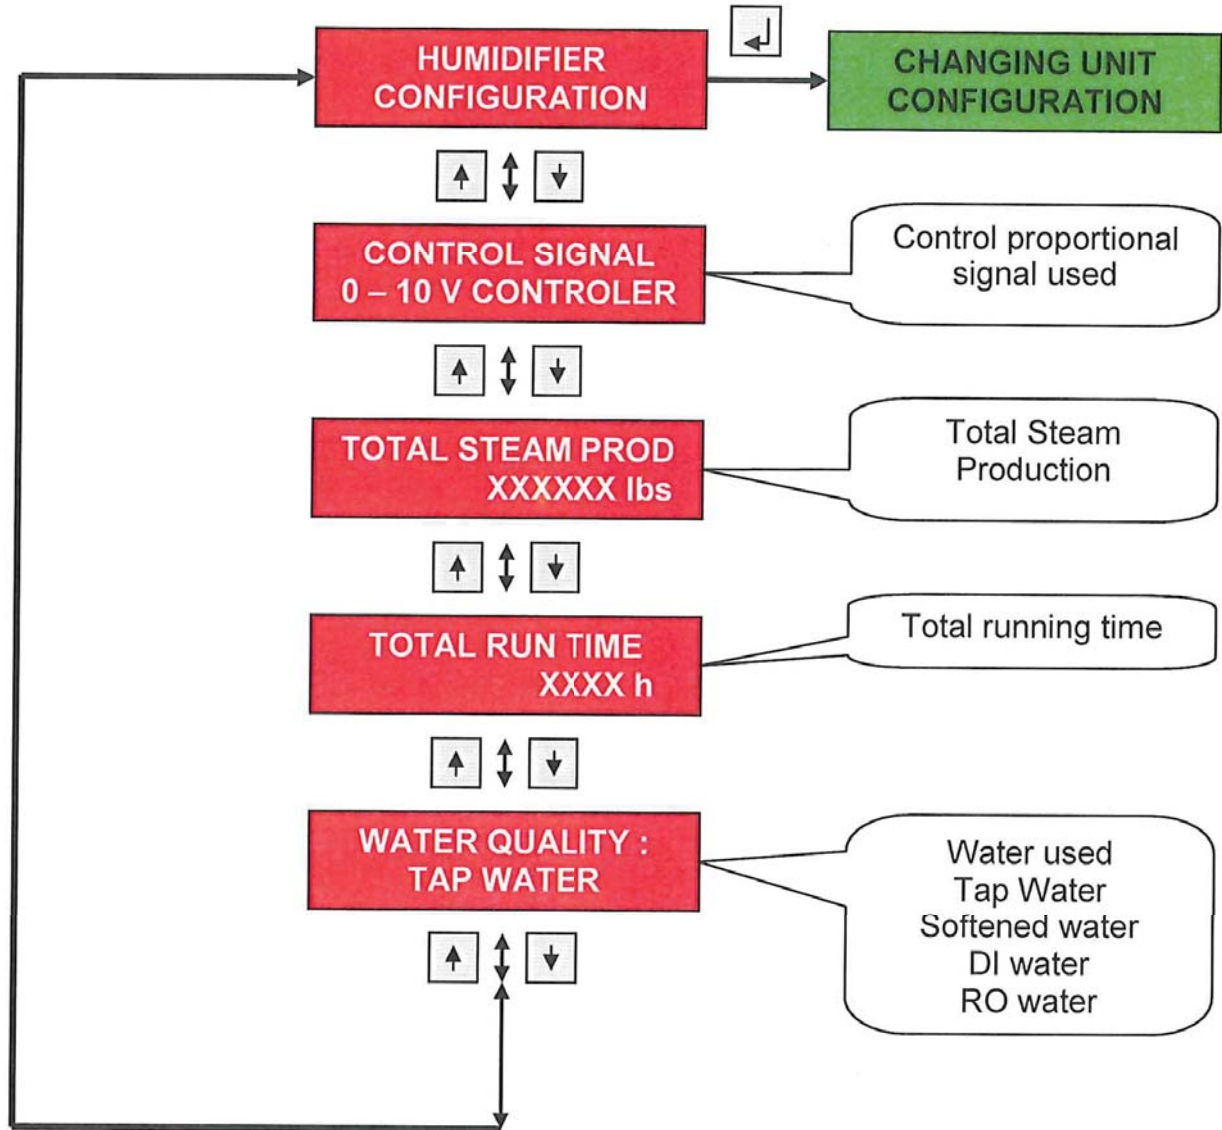 HUMIDIFIER
CONFIGURATION
CHANGING UNIT
CONFIGURATION
CONTROL SIGNAL
0 – 10 V CONTROLER
Control proportional
signal used
TOTAL STEAM PROD
XXXXXX lbs
Total Steam
Production
TOTAL RUN TIME
XXXX h
Total running time
WATER QUALITY :
TAP WATER
Water used
Tap Water
Softened water
DI water
RO water